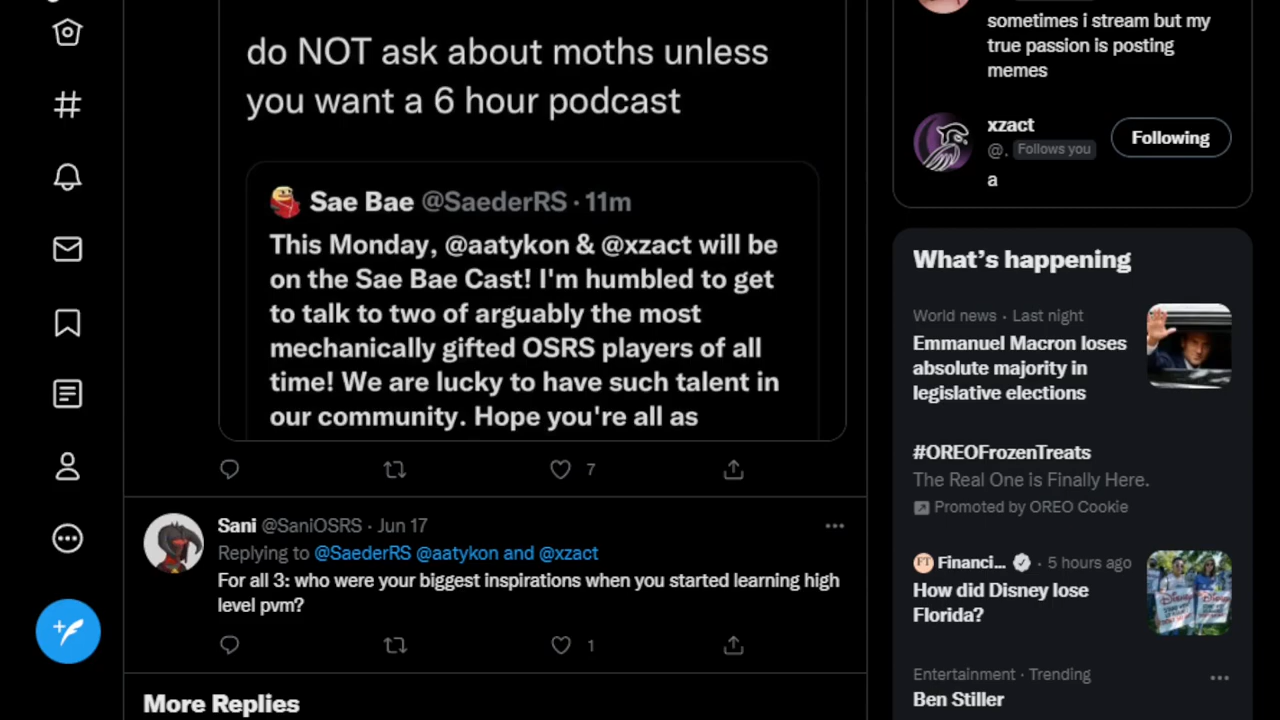 do NOT ask about moths unless
you want a 6 hour podcast
Sae Bae @SaederRS · 11m
This Monday, @aatykon & @xzact will be
on the Sae Bae Cast! I'm humbled to get
to talk to two of arguably the most
mechanically gifted OSRS players of all
time! We are lucky to have such talent in
our community. Hope you're all as
7
Sani @SaniOSRS · Jun 17
Replying to @SaederRS @aatykon and @xzact
For all 3: who were your biggest inspirations when you started learning high
level pvm?
1
More Replies
sometimes i stream but my
true passion is posting
memes
xzact
@. Follows you
Following
a
What's happening
World news · Last night
Emmanuel Macron loses
absolute majority in
legislative elections
#OREOFrozenTreats
The Real One is Finally Here.
Promoted by OREO Cookie
FT Financi... · 5 hours ago
How did Disney lose
Florida?
Entertainment · Trending
Ben Stiller